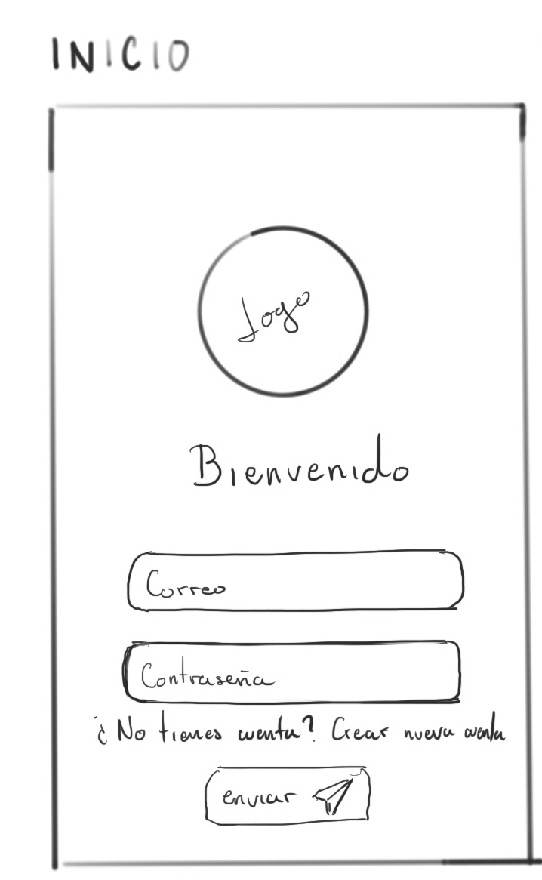 INICIO
Logo
Bienvenido
Correo
Contraseña
¿No tienes cuenta? Crear nueva cuenta
enviar